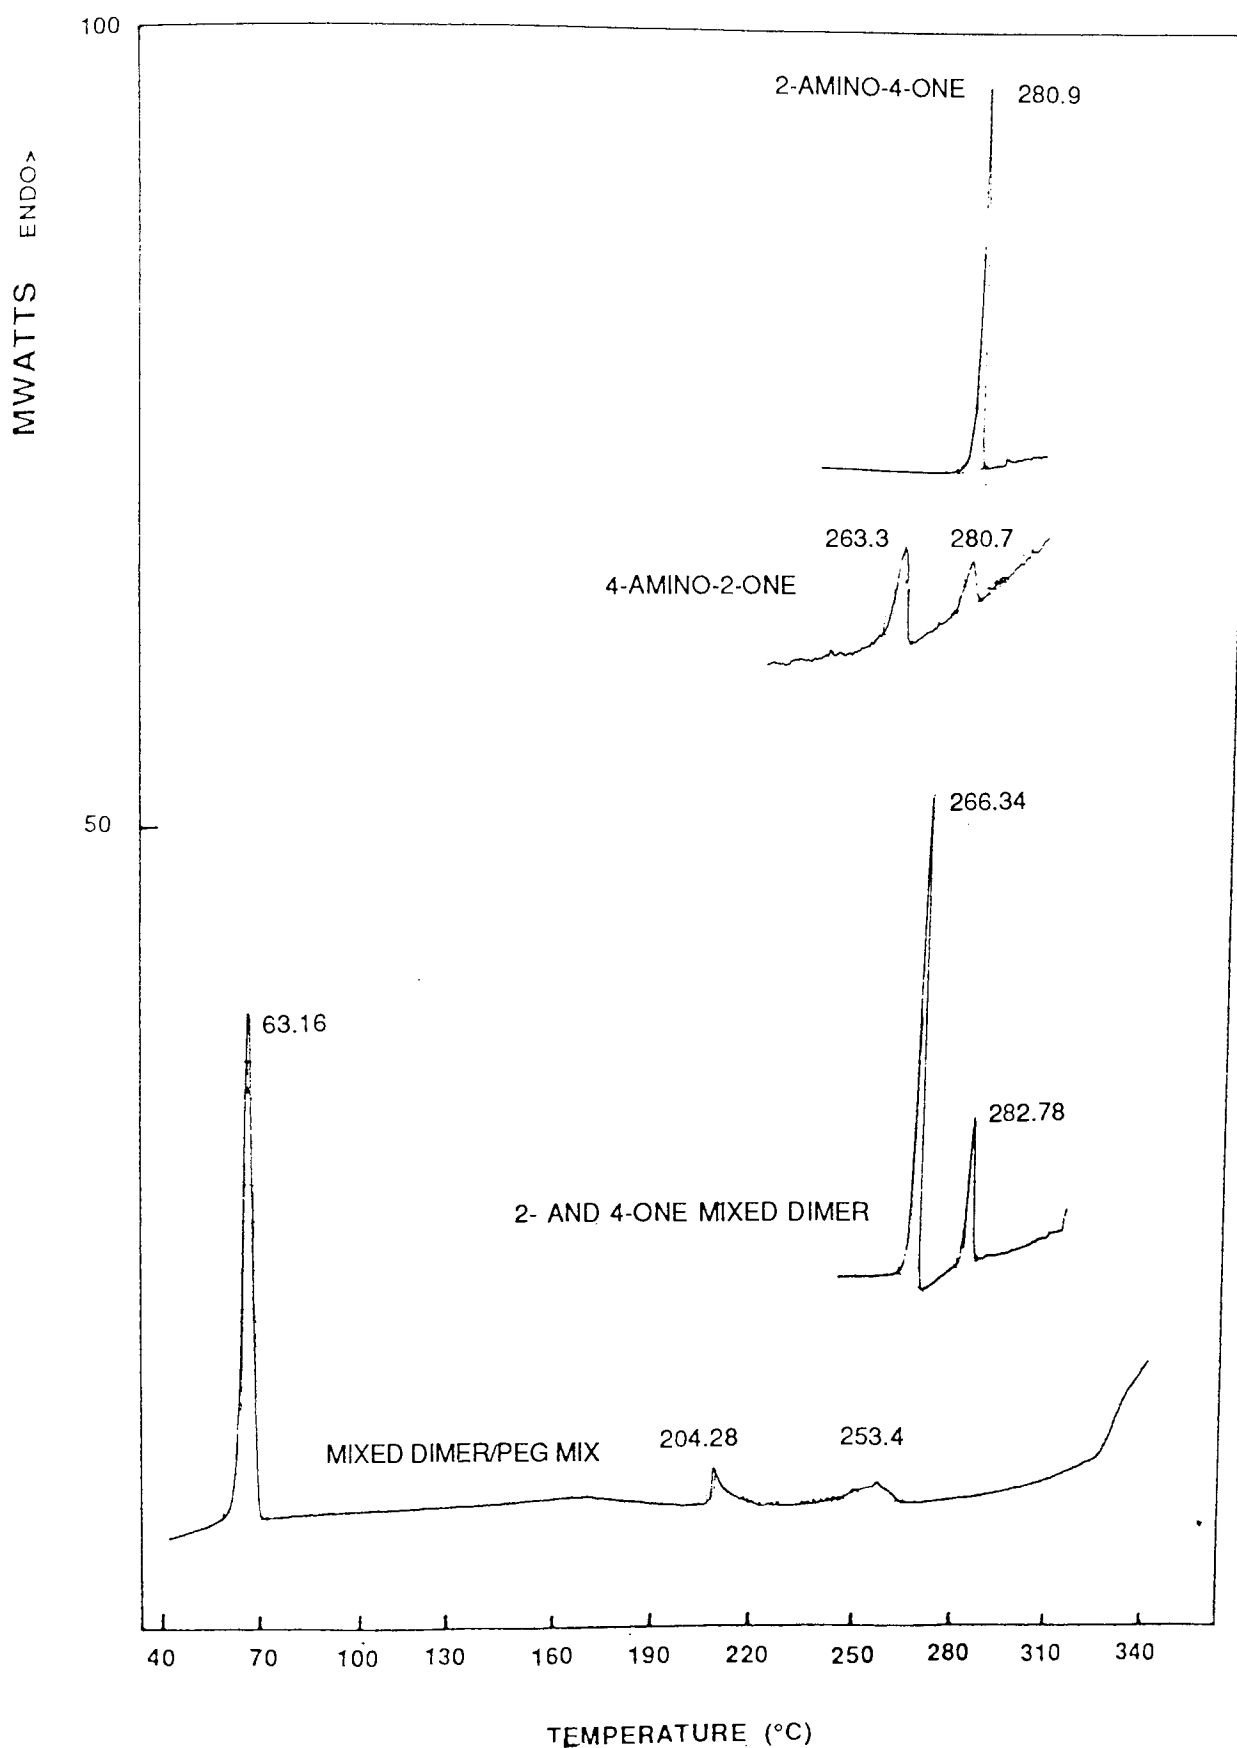 100
MWATTS ENDO>
2-AMINO-4-ONE 280.9
263.3 280.7
4-AMINO-2-ONE
50
266.34
63.16
282.78
2- AND 4-ONE MIXED DIMER
MIXED DIMER/PEG MIX 204.28 253.4
40 70 100 130 160 190 220 250 280 310 340
TEMPERATURE (°C)